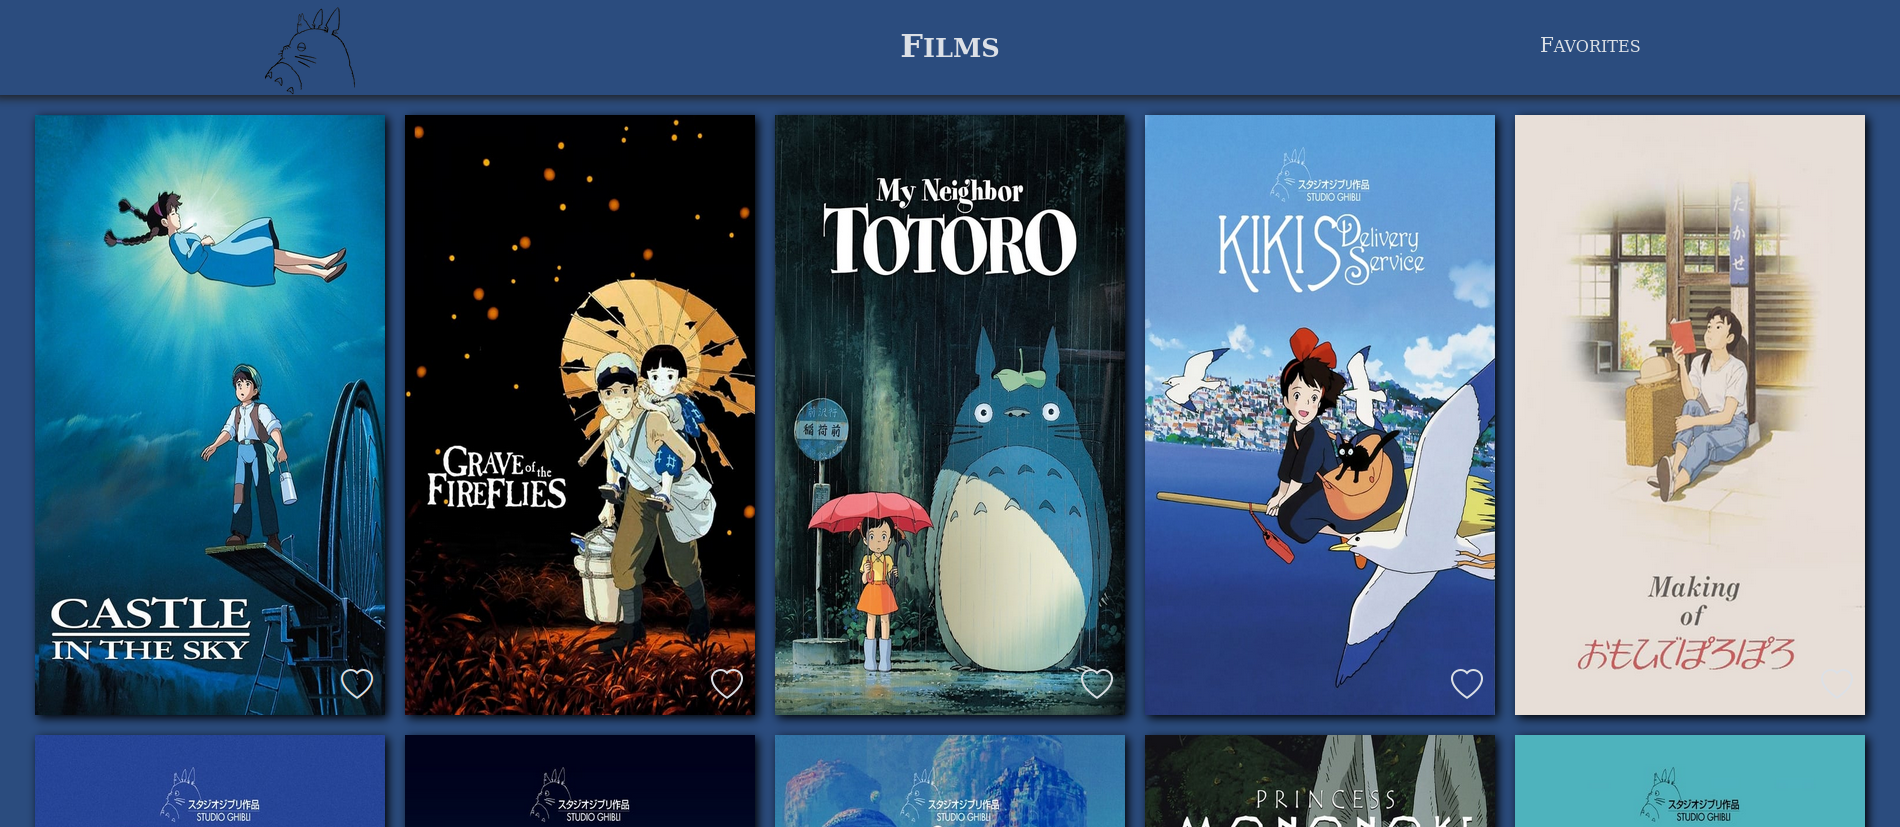 FILMS
FAVORITES
CASTLE
IN THE SKY
GRAVE of the
FIREFLIES
My Neighbor
TOTORO
稲荷前
スタジオジブリ作品
STUDIO GHIBLI
KIKI'S Delivery
Service
たかせ
Making
of
おもひでぽろぽろ
スタジオジブリ作品
STUDIO GHIBLI
スタジオジブリ作品
STUDIO GHIBLI
スタジオジブリ作品
STUDIO GHIBLI
PRINCESS
MONONOKE
スタジオジブリ作品
STUDIO GHIBLI